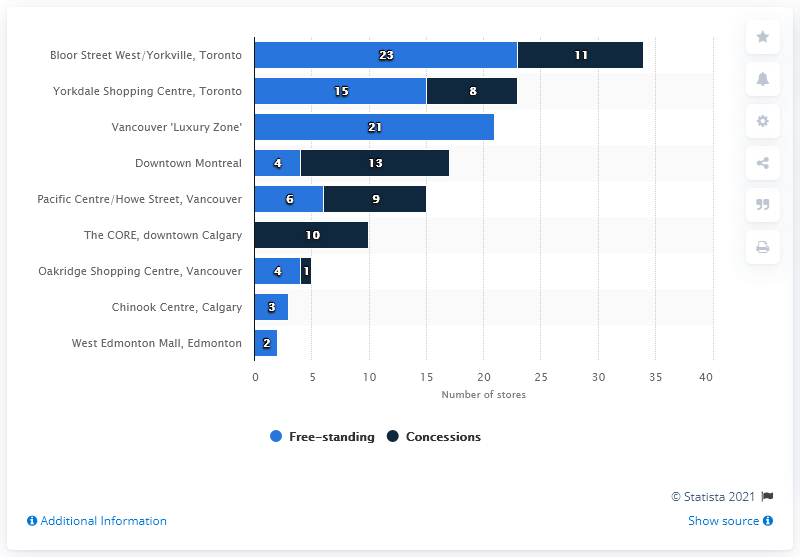 Bloor Street West/Yorkville, Toronto 23 11
Yorkdale Shopping Centre, Toronto 15 8
Vancouver 'Luxury Zone' 21
Downtown Montreal 4 13
Pacific Centre/Howe Street, Vancouver 6 9
The CORE, downtown Calgary 10
Oakridge Shopping Centre, Vancouver 4 1
Chinook Centre, Calgary 3
West Edmonton Mall, Edmonton 2
0 5 10 15 20 25 30 35 40
Number of stores
Free-standing Concessions
© Statista 2021
Additional Information Show source